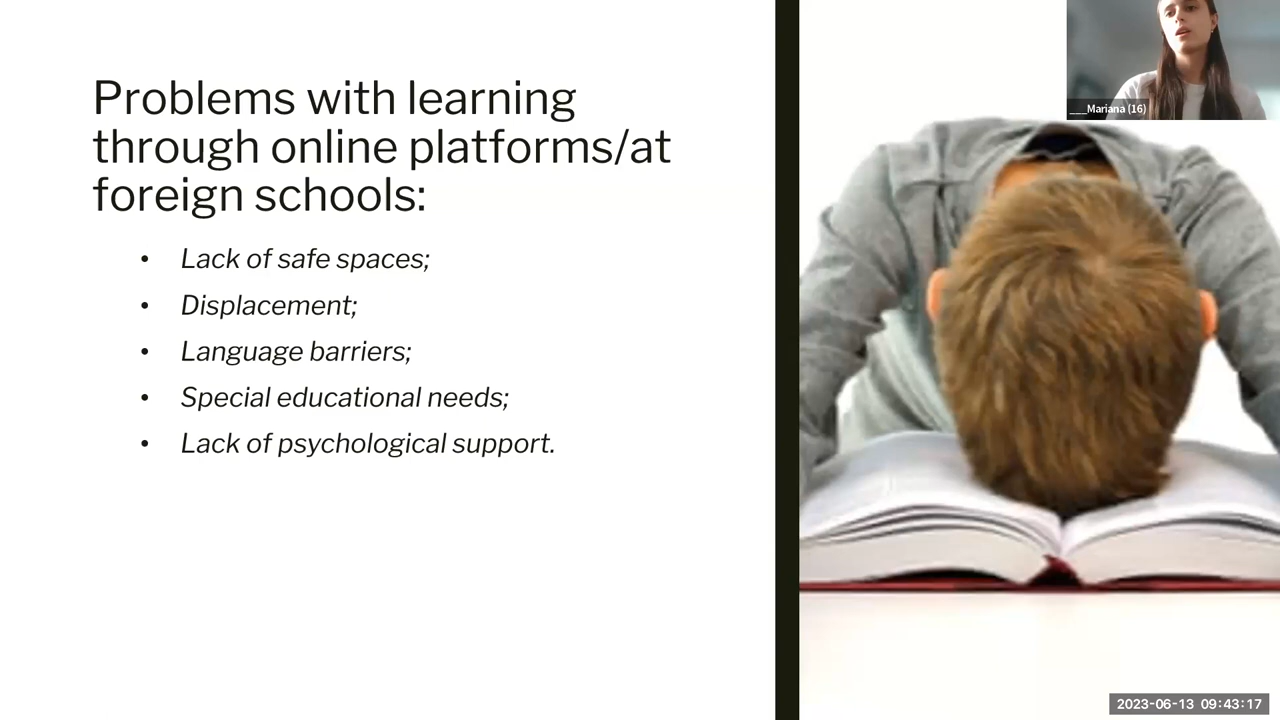 Problems with learning
through online platforms/at
foreign schools:
• Lack of safe spaces;
• Displacement;
• Language barriers;
• Special educational needs;
• Lack of psychological support.
___Mariana (16)
2023-06-13 09:43:17